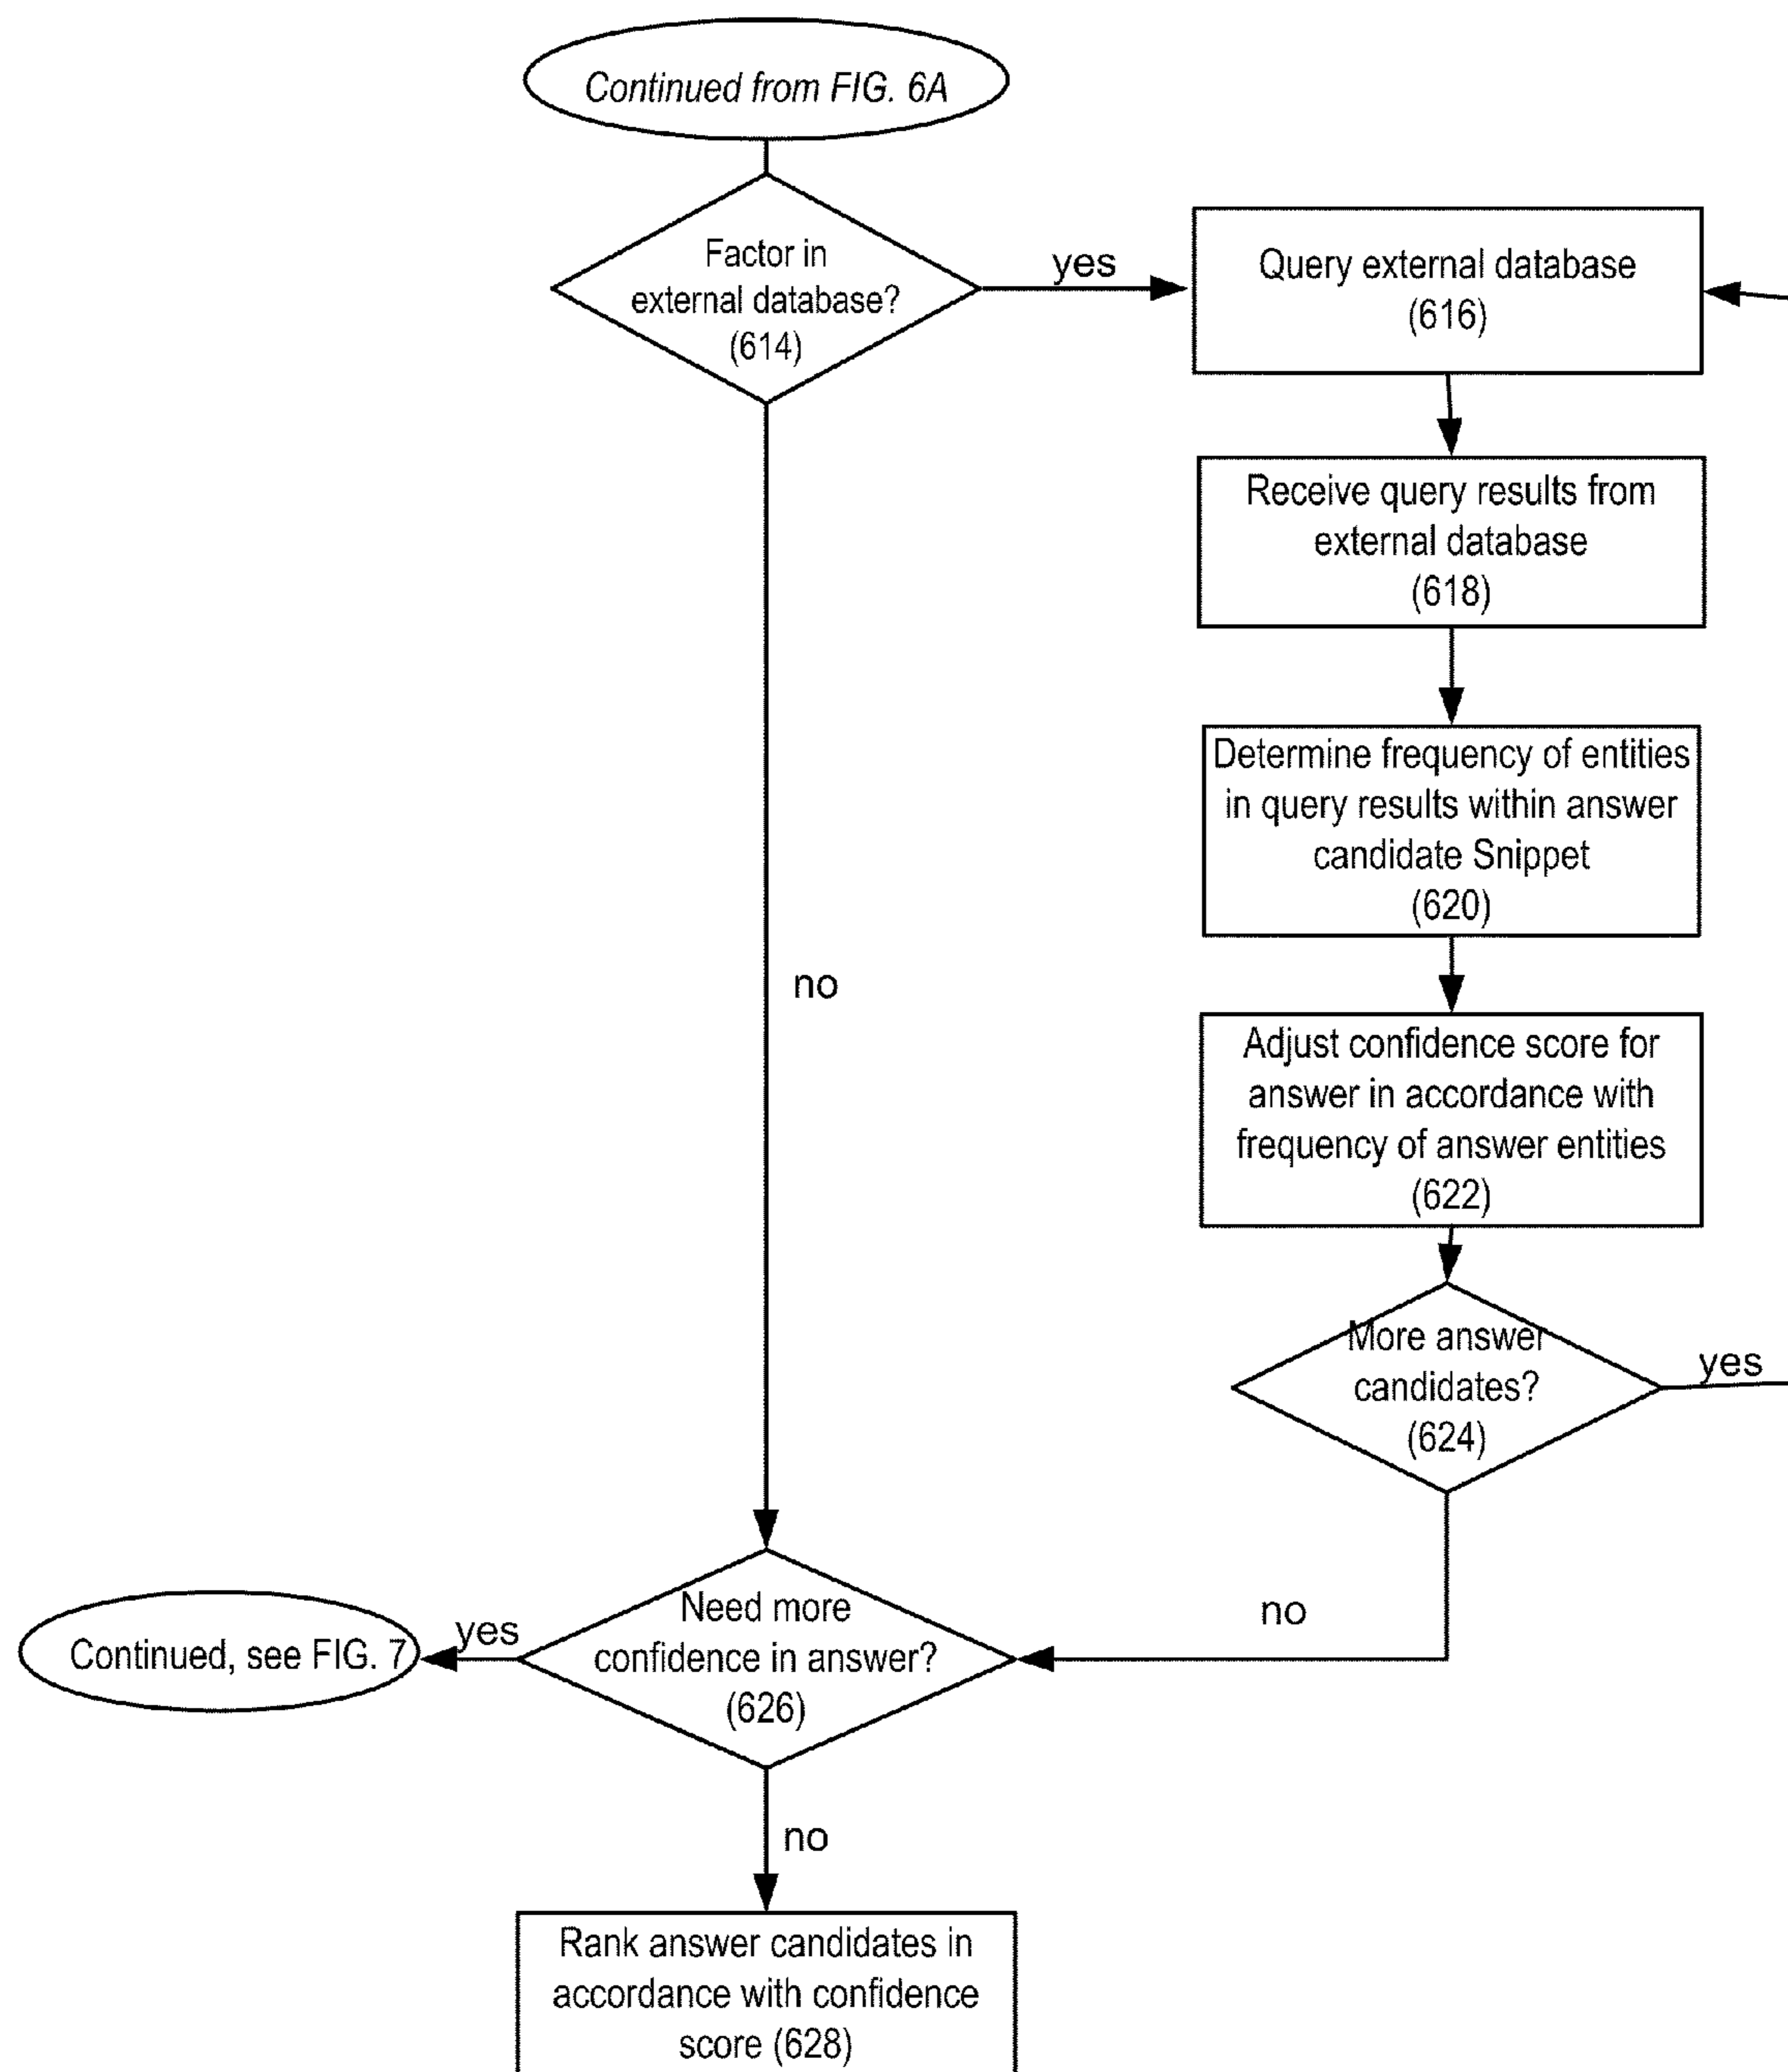 Continued from FIG. 6A
Factor in
external database?
(614)
yes
Query external database
(616)
Receive query results from
external database
(618)
Determine frequency of entities
in query results within answer
candidate Snippet
(620)
no
Adjust confidence score for
answer in accordance with
frequency of answer entities
(622)
More answer
candidates?
(624)
yes
no
Need more
confidence in answer?
(626)
yes
Continued, see FIG. 7
no
Rank answer candidates in
accordance with confidence
score (628)